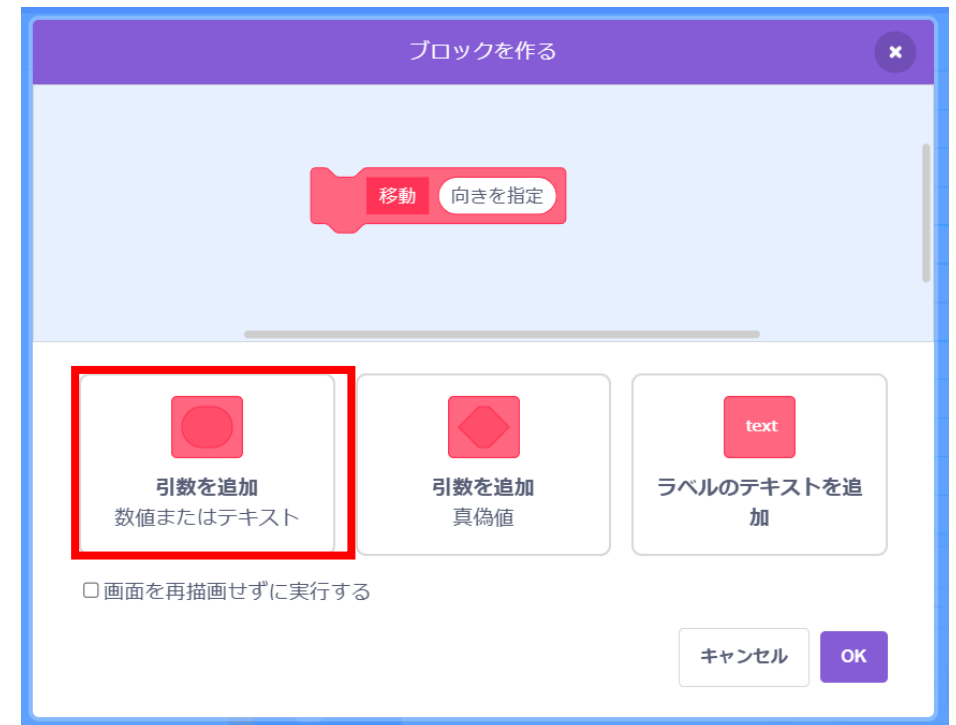 ブロックを作る
移動 向きを指定
引数を追加
数値またはテキスト
引数を追加
真偽値
text
ラベルのテキストを追
加
画面を再描画せずに実行する
キャンセル OK